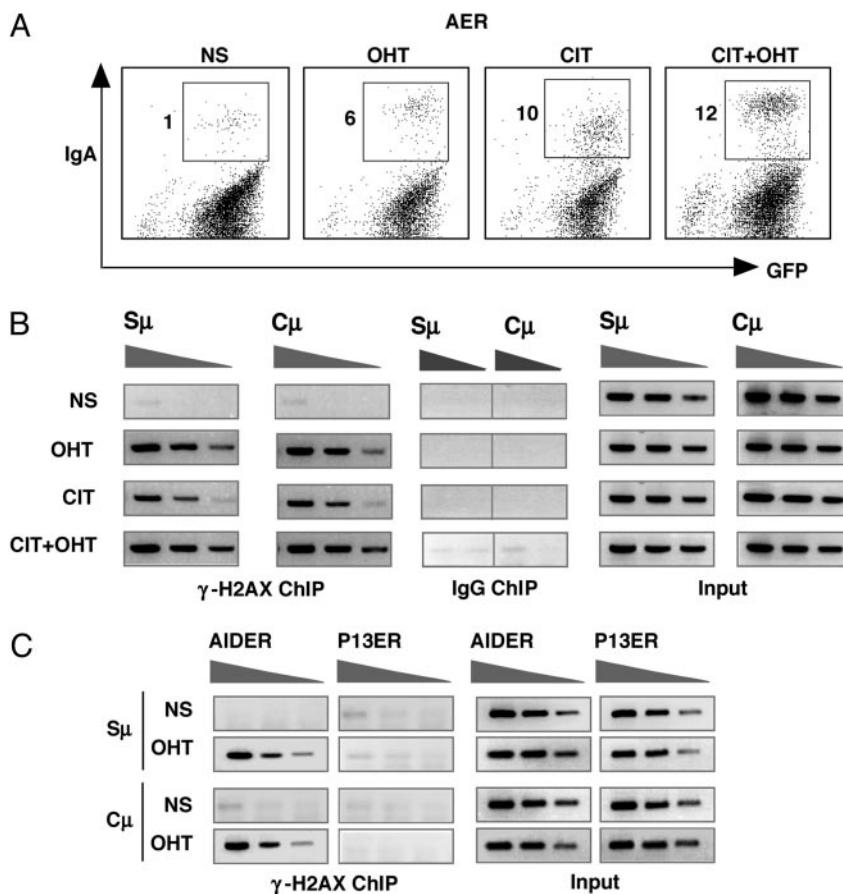 A
AER
NS OHT CIT CIT+OHT
1 6 10 12
IgA
GFP
B
Sμ Cμ Sμ Cμ Sμ Cμ
NS
OHT
CIT
CIT+OHT
γ-H2AX ChIP IgG ChIP Input
C
AIDER P13ER AIDER P13ER
Sμ
NS
OHT
Cμ
NS
OHT
γ-H2AX ChIP Input